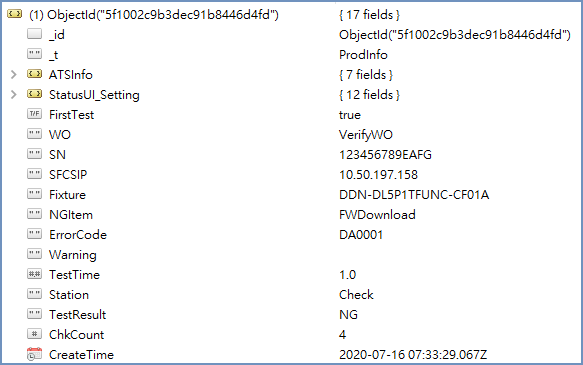 (1) ObjectId("5f1002c9b3dec91b8446d4fd") { 17 fields }
_id ObjectId("5f1002c9b3dec91b8446d4fd")
_t ProdInfo
ATSInfo { 7 fields }
StatusUI_Setting { 12 fields }
T/F FirstTest true
WO VerifyWO
SN 123456789EAFG
SFCSIP 10.50.197.158
Fixture DDN-DL5P1TFUNC-CF01A
NGItem FWDownload
ErrorCode DA0001
Warning
#.# TestTime 1.0
Station Check
TestResult NG
# ChkCount 4
CreateTime 2020-07-16 07:33:29.067Z